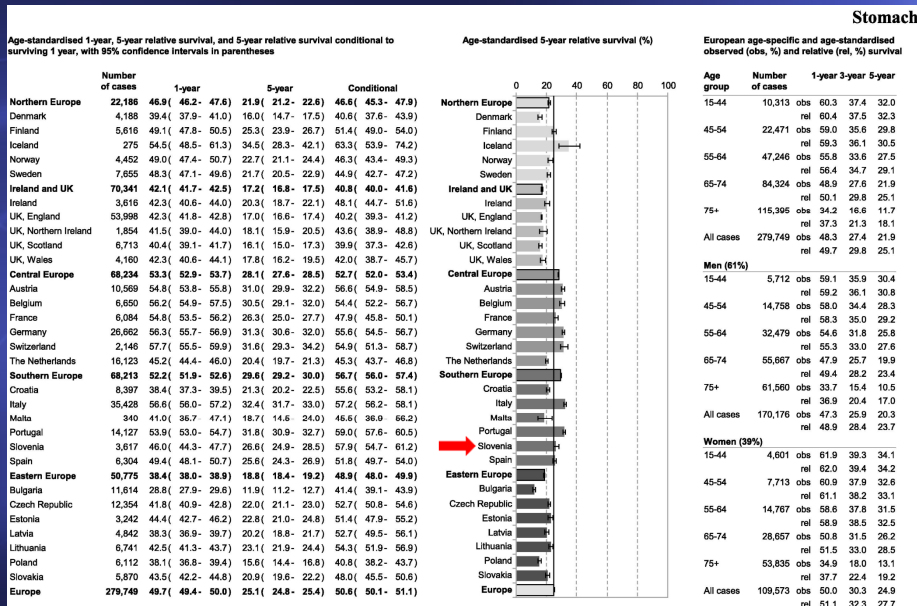 Stomach
Age-standardised 1-year, 5-year relative survival, and 5-year relative survival conditional to
surviving 1 year, with 95% confidence intervals in parentheses
Number of cases 1-year 5-year Conditional
Northern Europe 22,186 46.9 ( 46.2 - 47.6) 21.9 ( 21.2 - 22.6) 46.6 ( 45.3 - 47.9)
Denmark 4,188 39.4 ( 37.9 - 41.0) 16.0 ( 14.7 - 17.5) 40.6 ( 37.6 - 43.9)
Finland 5,616 49.1 ( 47.8 - 50.5) 25.3 ( 23.9 - 26.7) 51.4 ( 49.0 - 54.0)
Iceland 275 54.5 ( 48.5 - 61.3) 34.5 ( 28.3 - 42.1) 63.3 ( 53.9 - 74.2)
Norway 4,452 49.0 ( 47.4 - 50.7) 22.7 ( 21.1 - 24.4) 46.3 ( 43.4 - 49.3)
Sweden 7,655 48.3 ( 47.1 - 49.6) 21.7 ( 20.5 - 22.9) 44.9 ( 42.7 - 47.2)
Ireland and UK 70,341 42.1 ( 41.7 - 42.5) 17.2 ( 16.8 - 17.5) 40.8 ( 40.0 - 41.6)
Ireland 3,616 42.3 ( 40.6 - 44.0) 20.3 ( 18.7 - 22.1) 48.1 ( 44.7 - 51.6)
UK, England 53,998 42.3 ( 41.8 - 42.8) 17.0 ( 16.6 - 17.4) 40.2 ( 39.3 - 41.2)
UK, Northern Ireland 1,854 41.5 ( 39.0 - 44.0) 18.1 ( 15.9 - 20.5) 43.6 ( 38.9 - 48.8)
UK, Scotland 6,713 40.4 ( 39.1 - 41.7) 16.1 ( 15.0 - 17.3) 39.9 ( 37.3 - 42.6)
UK, Wales 4,160 42.3 ( 40.6 - 44.1) 17.8 ( 16.2 - 19.5) 42.0 ( 38.7 - 45.7)
Central Europe 68,234 53.3 ( 52.9 - 53.7) 28.1 ( 27.6 - 28.5) 52.7 ( 52.0 - 53.4)
Austria 10,569 54.8 ( 53.8 - 55.8) 31.0 ( 29.9 - 32.2) 56.6 ( 54.9 - 58.5)
Belgium 6,650 56.2 ( 54.9 - 57.5) 30.5 ( 29.1 - 32.0) 54.4 ( 52.2 - 56.7)
France 6,084 54.8 ( 53.5 - 56.2) 26.3 ( 25.0 - 27.7) 47.9 ( 45.8 - 50.1)
Germany 26,662 56.3 ( 55.7 - 56.9) 31.3 ( 30.6 - 32.0) 55.6 ( 54.5 - 56.7)
Switzerland 2,146 57.7 ( 55.5 - 59.9) 31.6 ( 29.3 - 34.2) 54.9 ( 51.3 - 58.7)
The Netherlands 16,123 45.2 ( 44.4 - 46.0) 20.4 ( 19.7 - 21.3) 45.3 ( 43.7 - 46.8)
Southern Europe 68,213 52.2 ( 51.9 - 52.6) 29.6 ( 29.2 - 30.0) 56.7 ( 56.0 - 57.4)
Croatia 8,397 38.4 ( 37.3 - 39.5) 21.3 ( 20.2 - 22.5) 55.6 ( 53.2 - 58.1)
Italy 35,428 56.6 ( 56.0 - 57.2) 32.4 ( 31.7 - 33.0) 57.2 ( 56.2 - 58.1)
Malta 340 41.0 ( 35.7 - 47.1) 18.7 ( 14.6 - 24.0) 45.6 ( 36.9 - 56.2)
Portugal 14,127 53.9 ( 53.0 - 54.7) 31.8 ( 30.9 - 32.7) 59.0 ( 57.6 - 60.5)
Slovenia 3,617 46.0 ( 44.3 - 47.7) 26.6 ( 24.9 - 28.5) 57.9 ( 54.7 - 61.2)
Spain 6,304 49.4 ( 48.1 - 50.7) 25.6 ( 24.3 - 26.9) 51.8 ( 49.7 - 54.0)
Eastern Europe 50,775 38.4 ( 38.0 - 38.9) 18.8 ( 18.4 - 19.2) 48.9 ( 48.0 - 49.9)
Bulgaria 11,614 28.8 ( 27.9 - 29.6) 11.9 ( 11.2 - 12.7) 41.4 ( 39.1 - 43.9)
Czech Republic 12,354 41.8 ( 40.9 - 42.8) 22.0 ( 21.1 - 23.0) 52.7 ( 50.8 - 54.6)
Estonia 3,242 44.4 ( 42.7 - 46.2) 22.8 ( 21.0 - 24.8) 51.4 ( 47.9 - 55.2)
Latvia 4,842 38.3 ( 36.9 - 39.7) 20.2 ( 18.8 - 21.7) 52.7 ( 49.5 - 56.1)
Lithuania 6,741 42.5 ( 41.3 - 43.7) 23.1 ( 21.9 - 24.4) 54.3 ( 51.9 - 56.9)
Poland 6,112 38.1 ( 36.8 - 39.4) 15.6 ( 14.4 - 16.8) 40.8 ( 38.2 - 43.7)
Slovakia 5,870 43.5 ( 42.2 - 44.8) 20.9 ( 19.6 - 22.2) 48.0 ( 45.5 - 50.6)
Europe 279,749 49.7 ( 49.4 - 50.0) 25.1 ( 24.8 - 25.4) 50.6 ( 50.1 - 51.1)
Age-standardised 5-year relative survival (%)
0 20 40 60 80 100
Northern Europe
Denmark
Finland
Iceland
Norway
Sweden
Ireland and UK
Ireland
UK, England
UK, Northern Ireland
UK, Scotland
UK, Wales
Central Europe
Austria
Belgium
France
Germany
Switzerland
The Netherlands
Southern Europe
Croatia
Italy
Malta
Portugal
Slovenia
Spain
Eastern Europe
Bulgaria
Czech Republic
Estonia
Latvia
Lithuania
Poland
Slovakia
Europe
European age-specific and age-standardised
observed (obs, %) and relative (rel, %) survival
Age group Number of cases 1-year 3-year 5-year
15-44 10,313 obs 60.3 37.4 32.0
rel 60.4 37.5 32.3
45-54 22,471 obs 59.0 35.6 29.8
rel 59.3 36.1 30.5
55-64 47,246 obs 55.8 33.6 27.5
rel 56.4 34.7 29.1
65-74 84,324 obs 48.9 27.6 21.9
rel 50.1 29.8 25.1
75+ 115,395 obs 34.2 16.6 11.7
rel 37.3 21.3 18.1
All cases 279,749 obs 48.3 27.4 21.9
rel 49.7 29.8 25.1
Men (61%)
15-44 5,712 obs 59.1 35.9 30.4
rel 59.2 36.1 30.8
45-54 14,758 obs 58.0 34.4 28.3
rel 58.3 35.0 29.2
55-64 32,479 obs 54.6 31.8 25.8
rel 55.3 33.0 27.6
65-74 55,667 obs 47.9 25.7 19.9
rel 49.4 28.2 23.4
75+ 61,560 obs 33.7 15.4 10.5
rel 36.9 20.4 17.0
All cases 170,176 obs 47.3 25.9 20.3
rel 48.9 28.4 23.7
Women (39%)
15-44 4,601 obs 61.9 39.3 34.1
rel 62.0 39.4 34.2
45-54 7,713 obs 60.9 37.9 32.6
rel 61.1 38.2 33.1
55-64 14,767 obs 58.6 37.8 31.5
rel 58.9 38.5 32.5
65-74 28,657 obs 50.8 31.5 26.2
rel 51.5 33.0 28.5
75+ 53,835 obs 34.9 18.0 13.1
rel 37.7 22.4 19.2
All cases 109,573 obs 50.0 30.3 24.9
rel 51.1 32.3 27.7